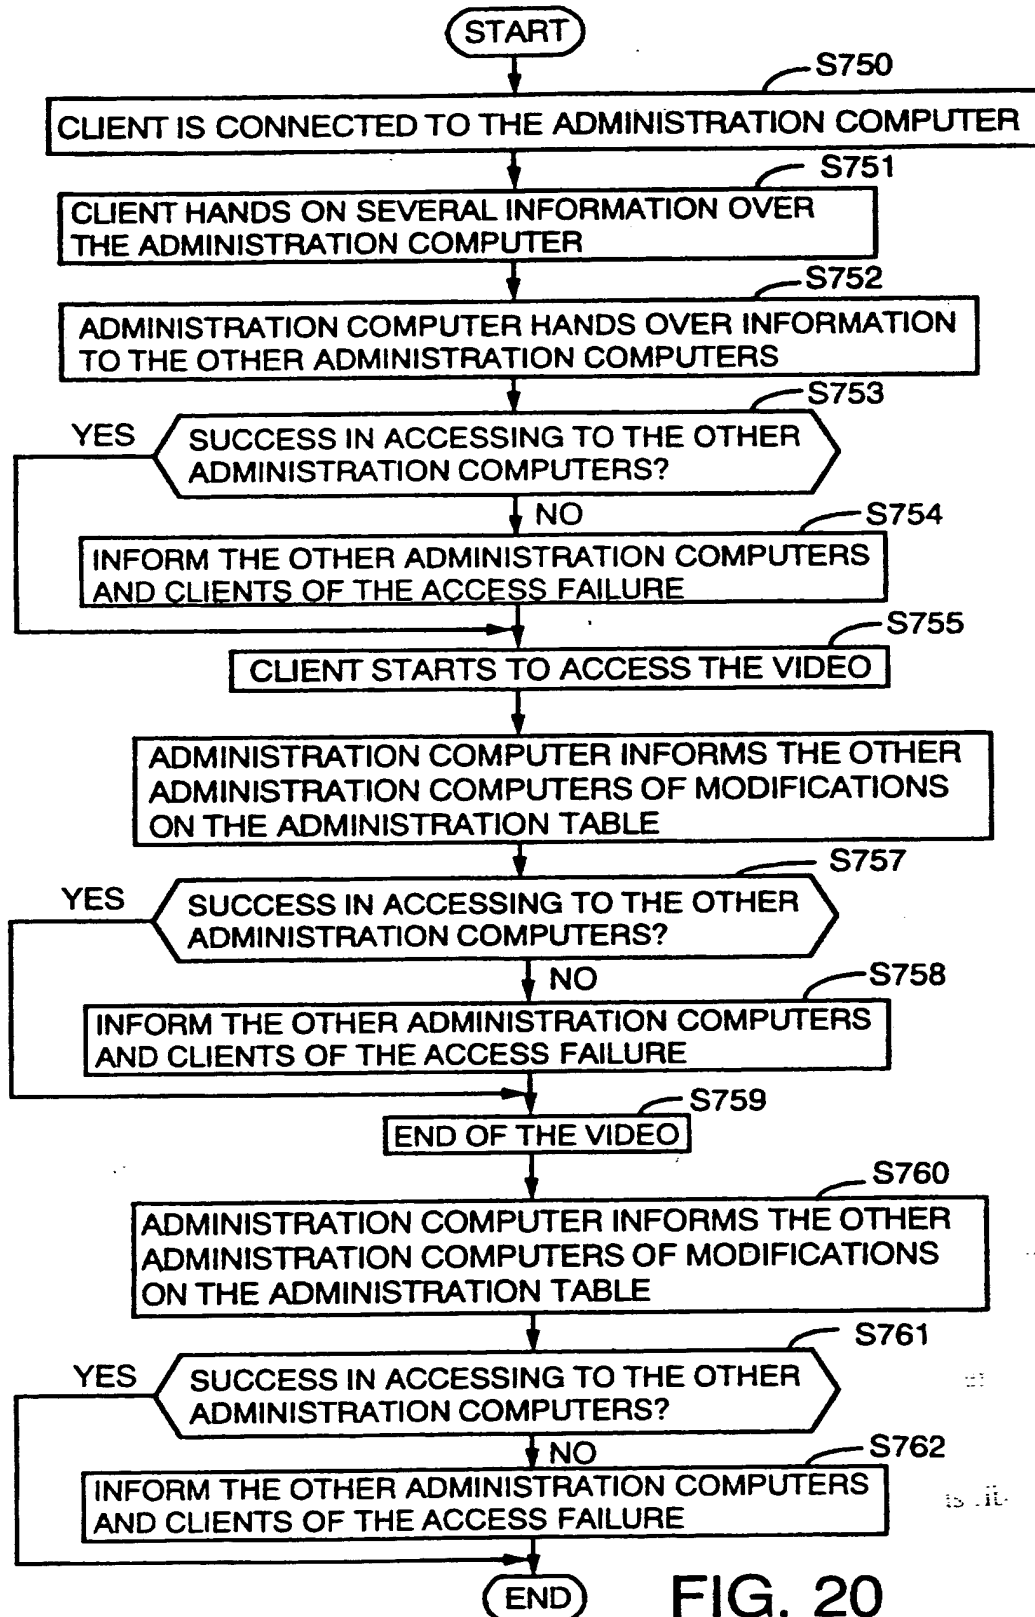 START
S750
CLIENT IS CONNECTED TO THE ADMINISTRATION COMPUTER
S751
CLIENT HANDS ON SEVERAL INFORMATION OVER
THE ADMINISTRATION COMPUTER
S752
ADMINISTRATION COMPUTER HANDS OVER INFORMATION
TO THE OTHER ADMINISTRATION COMPUTERS
S753
YES
SUCCESS IN ACCESSING TO THE OTHER
ADMINISTRATION COMPUTERS?
NO
S754
INFORM THE OTHER ADMINISTRATION COMPUTERS
AND CLIENTS OF THE ACCESS FAILURE
S755
CLIENT STARTS TO ACCESS THE VIDEO
ADMINISTRATION COMPUTER INFORMS THE OTHER
ADMINISTRATION COMPUTERS OF MODIFICATIONS
ON THE ADMINISTRATION TABLE
S757
YES
SUCCESS IN ACCESSING TO THE OTHER
ADMINISTRATION COMPUTERS?
NO
S758
INFORM THE OTHER ADMINISTRATION COMPUTERS
AND CLIENTS OF THE ACCESS FAILURE
S759
END OF THE VIDEO
S760
ADMINISTRATION COMPUTER INFORMS THE OTHER
ADMINISTRATION COMPUTERS OF MODIFICATIONS
ON THE ADMINISTRATION TABLE
S761
YES
SUCCESS IN ACCESSING TO THE OTHER
ADMINISTRATION COMPUTERS?
NO
S762
INFORM THE OTHER ADMINISTRATION COMPUTERS
AND CLIENTS OF THE ACCESS FAILURE
END
FIG. 20